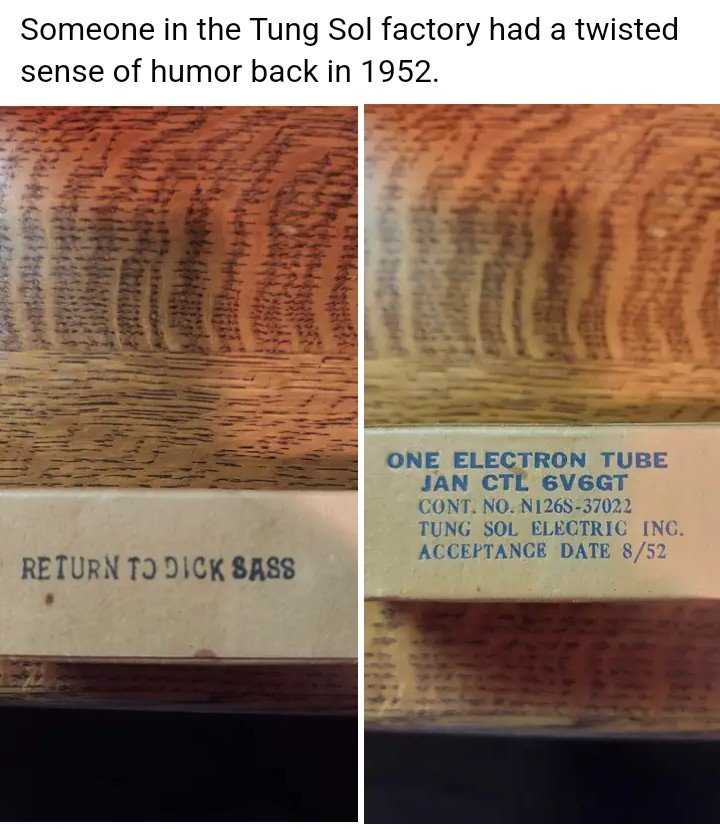 Someone in the Tung Sol factory had a twisted
sense of humor back in 1952.
RETURN TO DICK SASS
ONE ELECTRON TUBE
JAN CTL 6V6GT
CONT. NO. N126S-37022
TUNG SOL ELECTRIC INC.
ACCEPTANCE DATE 8/52